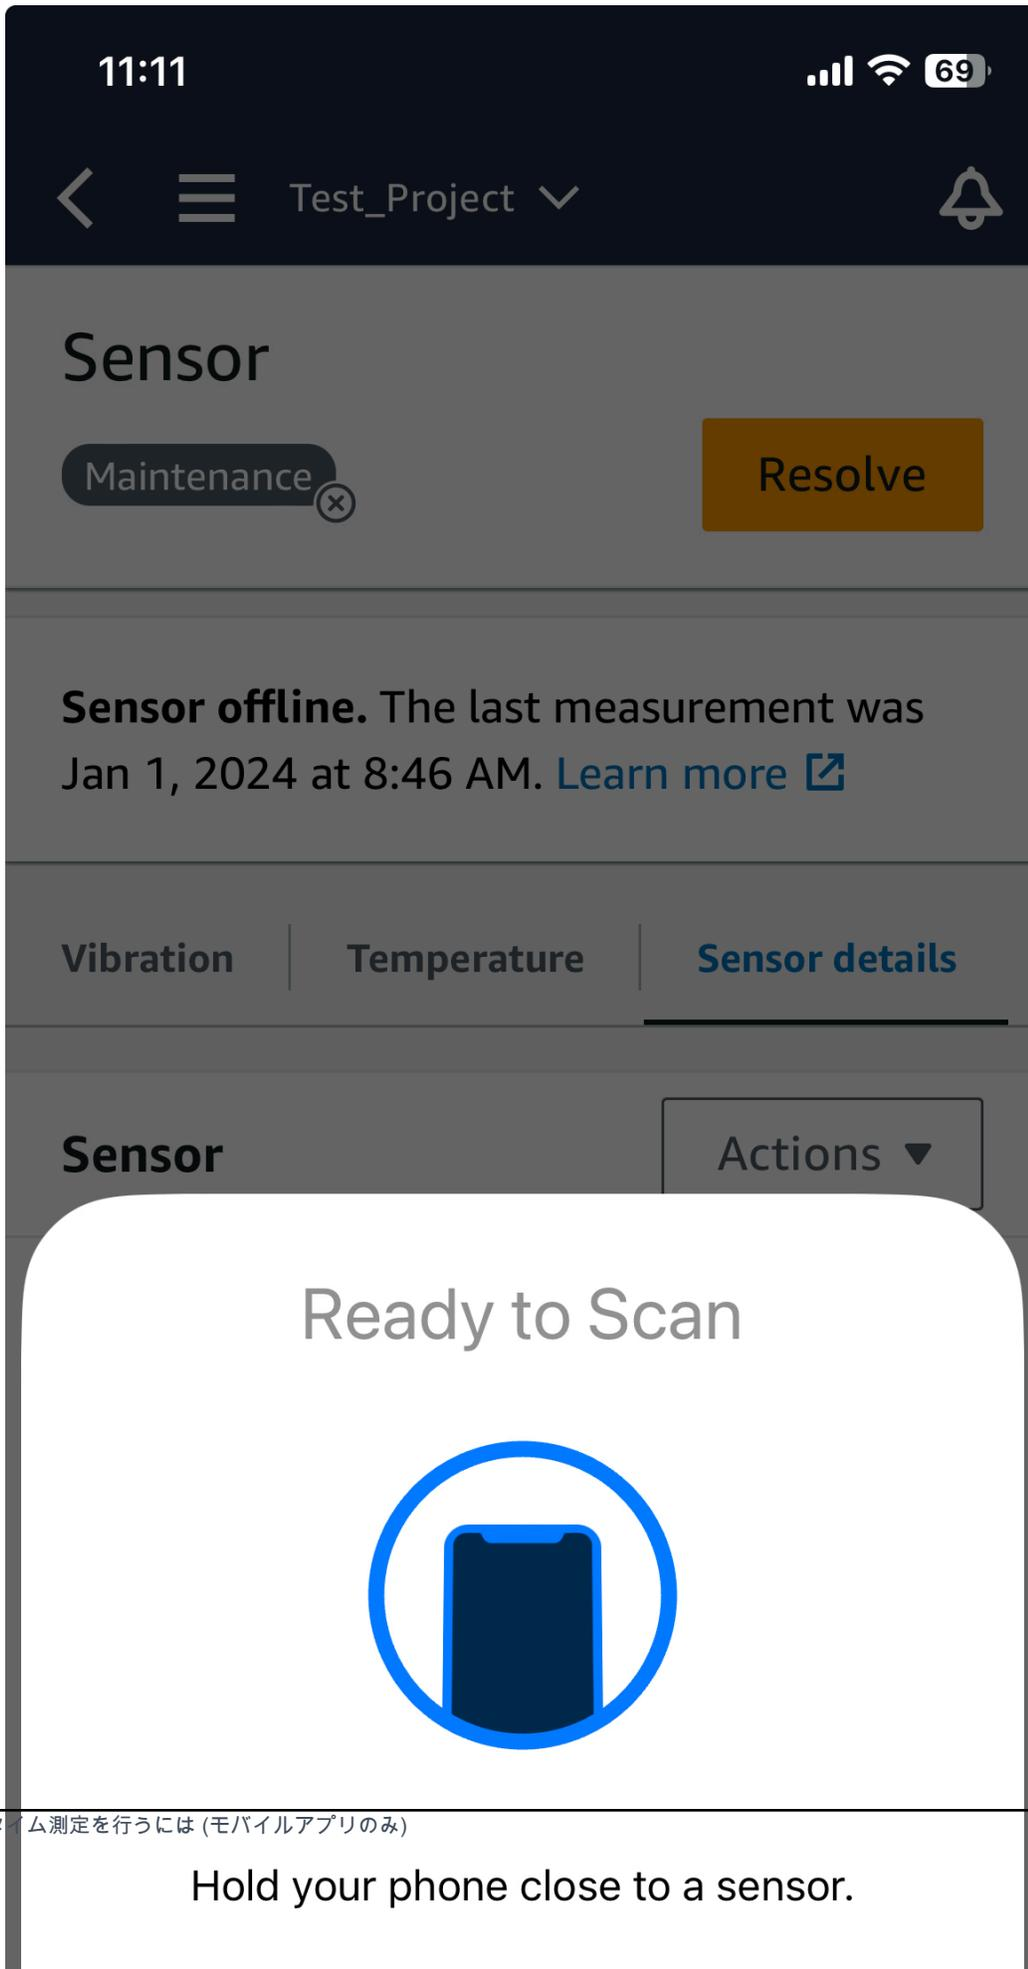 11:11
69
Test_Project
Sensor
Maintenance
Resolve
Sensor offline. The last measurement was
Jan 1, 2024 at 8:46 AM. Learn more
Vibration
Temperature
Sensor details
Sensor
Actions
Ready to Scan
イム測定を行うには (モバイルアプリのみ)
Hold your phone close to a sensor.